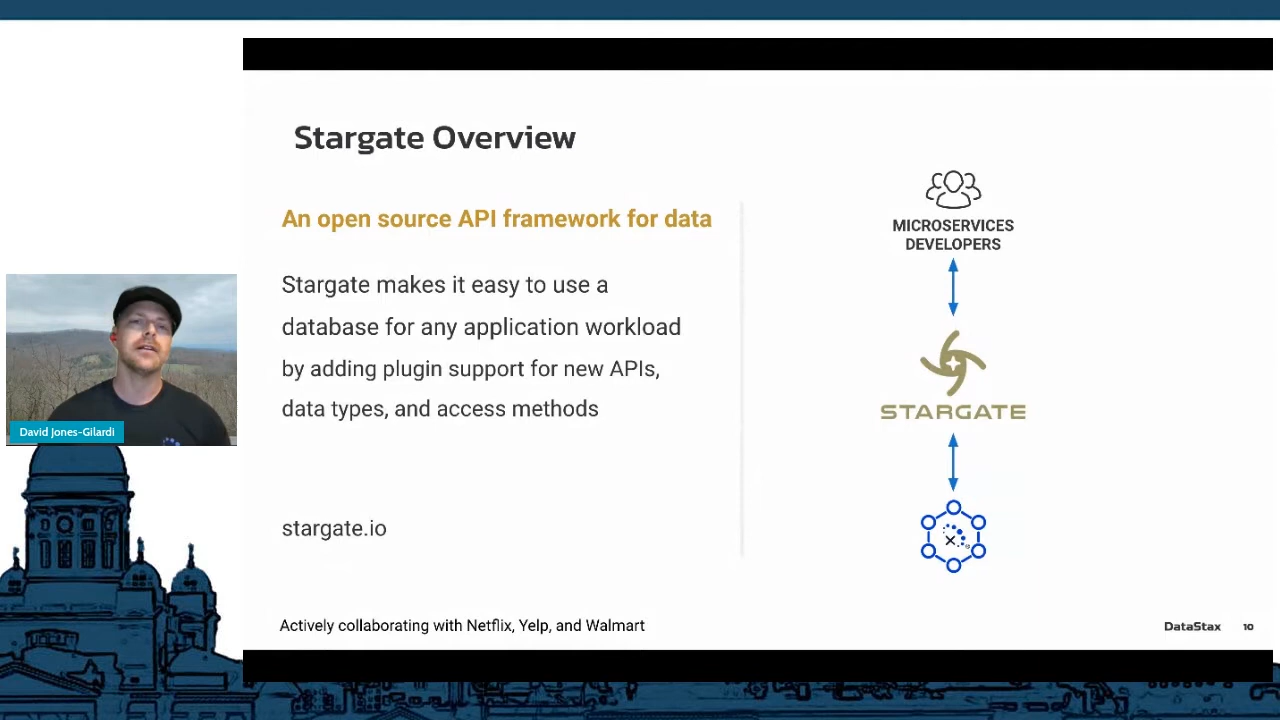 Stargate Overview
An open source API framework for data
Stargate makes it easy to use a
database for any application workload
by adding plugin support for new APIs,
data types, and access methods
stargate.io
Actively collaborating with Netflix, Yelp, and Walmart
MICROSERVICES
DEVELOPERS
STARGATE
DataStax 10
David Jones-Gilardi